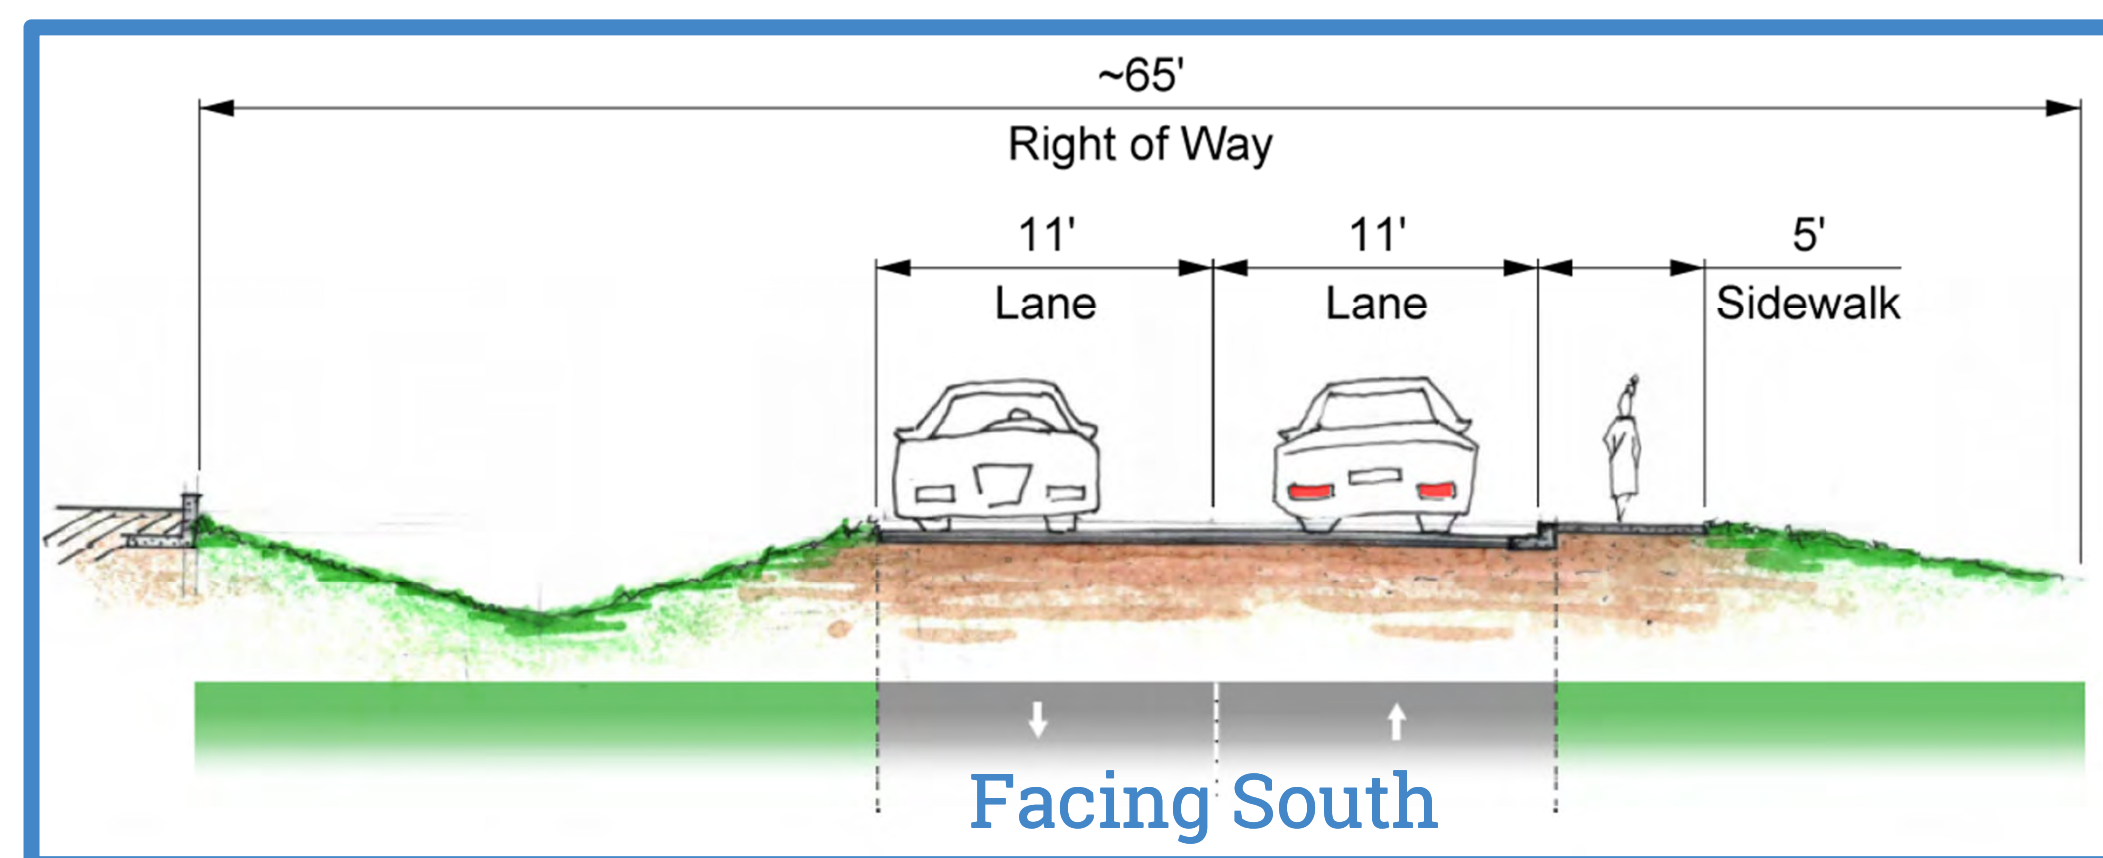 ~65'
Right of Way
11' 11' 5'
Lane Lane Sidewalk
Facing South